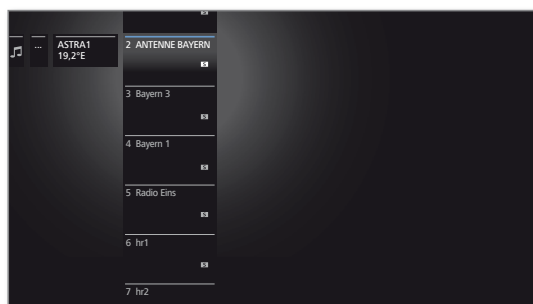 ... ASTRA1
19,2°E
2 ANTENNE BAYERN
S
3 Bayern 3
S
4 Bayern 1
S
5 Radio Eins
S
6 hr1
S
7 hr2